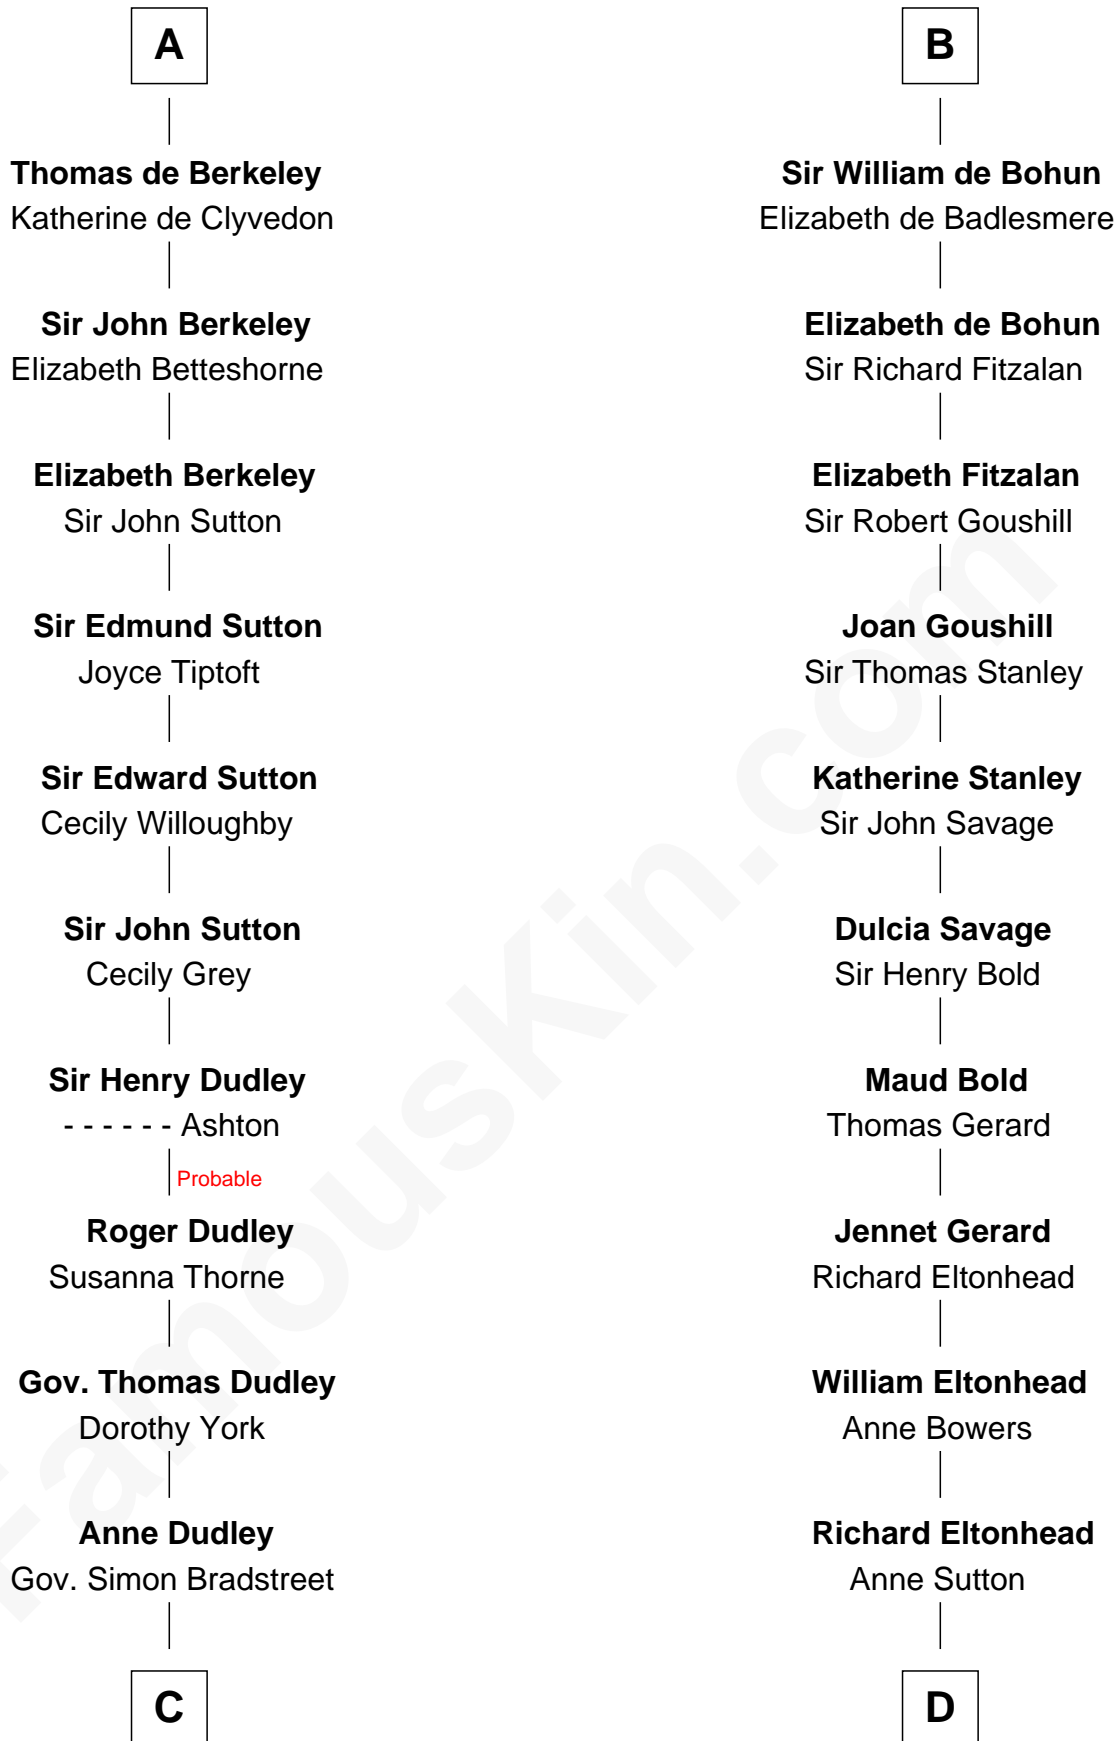 A
Thomas de Berkeley
Katherine de Clyvedon
Sir John Berkeley
Elizabeth Betteshorne
Elizabeth Berkeley
Sir John Sutton
Sir Edmund Sutton
Joyce Tiptoft
Sir Edward Sutton
Cecily Willoughby
Sir John Sutton
Cecily Grey
Sir Henry Dudley
- - - - - - Ashton
Probable
Roger Dudley
Susanna Thorne
Gov. Thomas Dudley
Dorothy York
Anne Dudley
Gov. Simon Bradstreet
C
B
Sir William de Bohun
Elizabeth de Badlesmere
Elizabeth de Bohun
Sir Richard Fitzalan
Elizabeth Fitzalan
Sir Robert Goushill
Joan Goushill
Sir Thomas Stanley
Katherine Stanley
Sir John Savage
Dulcia Savage
Sir Henry Bold
Maud Bold
Thomas Gerard
Jennet Gerard
Richard Eltonhead
William Eltonhead
Anne Bowers
Richard Eltonhead
Anne Sutton
D
FamousKin.com